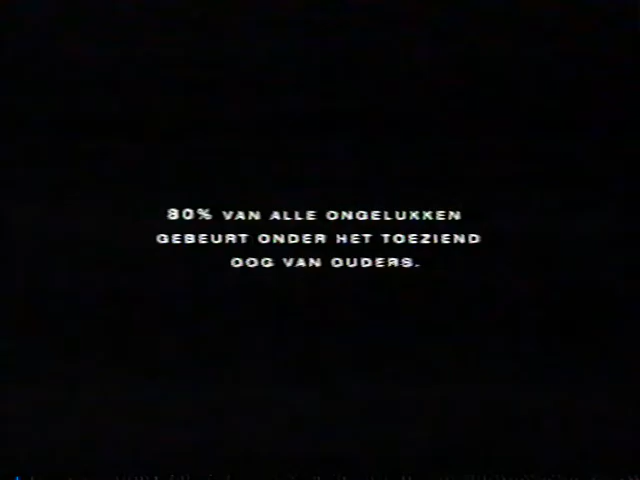 80% VAN ALLE ONGELUKKEN
GEBEURT ONDER HET TOEZIEND
OOG VAN OUDERS.